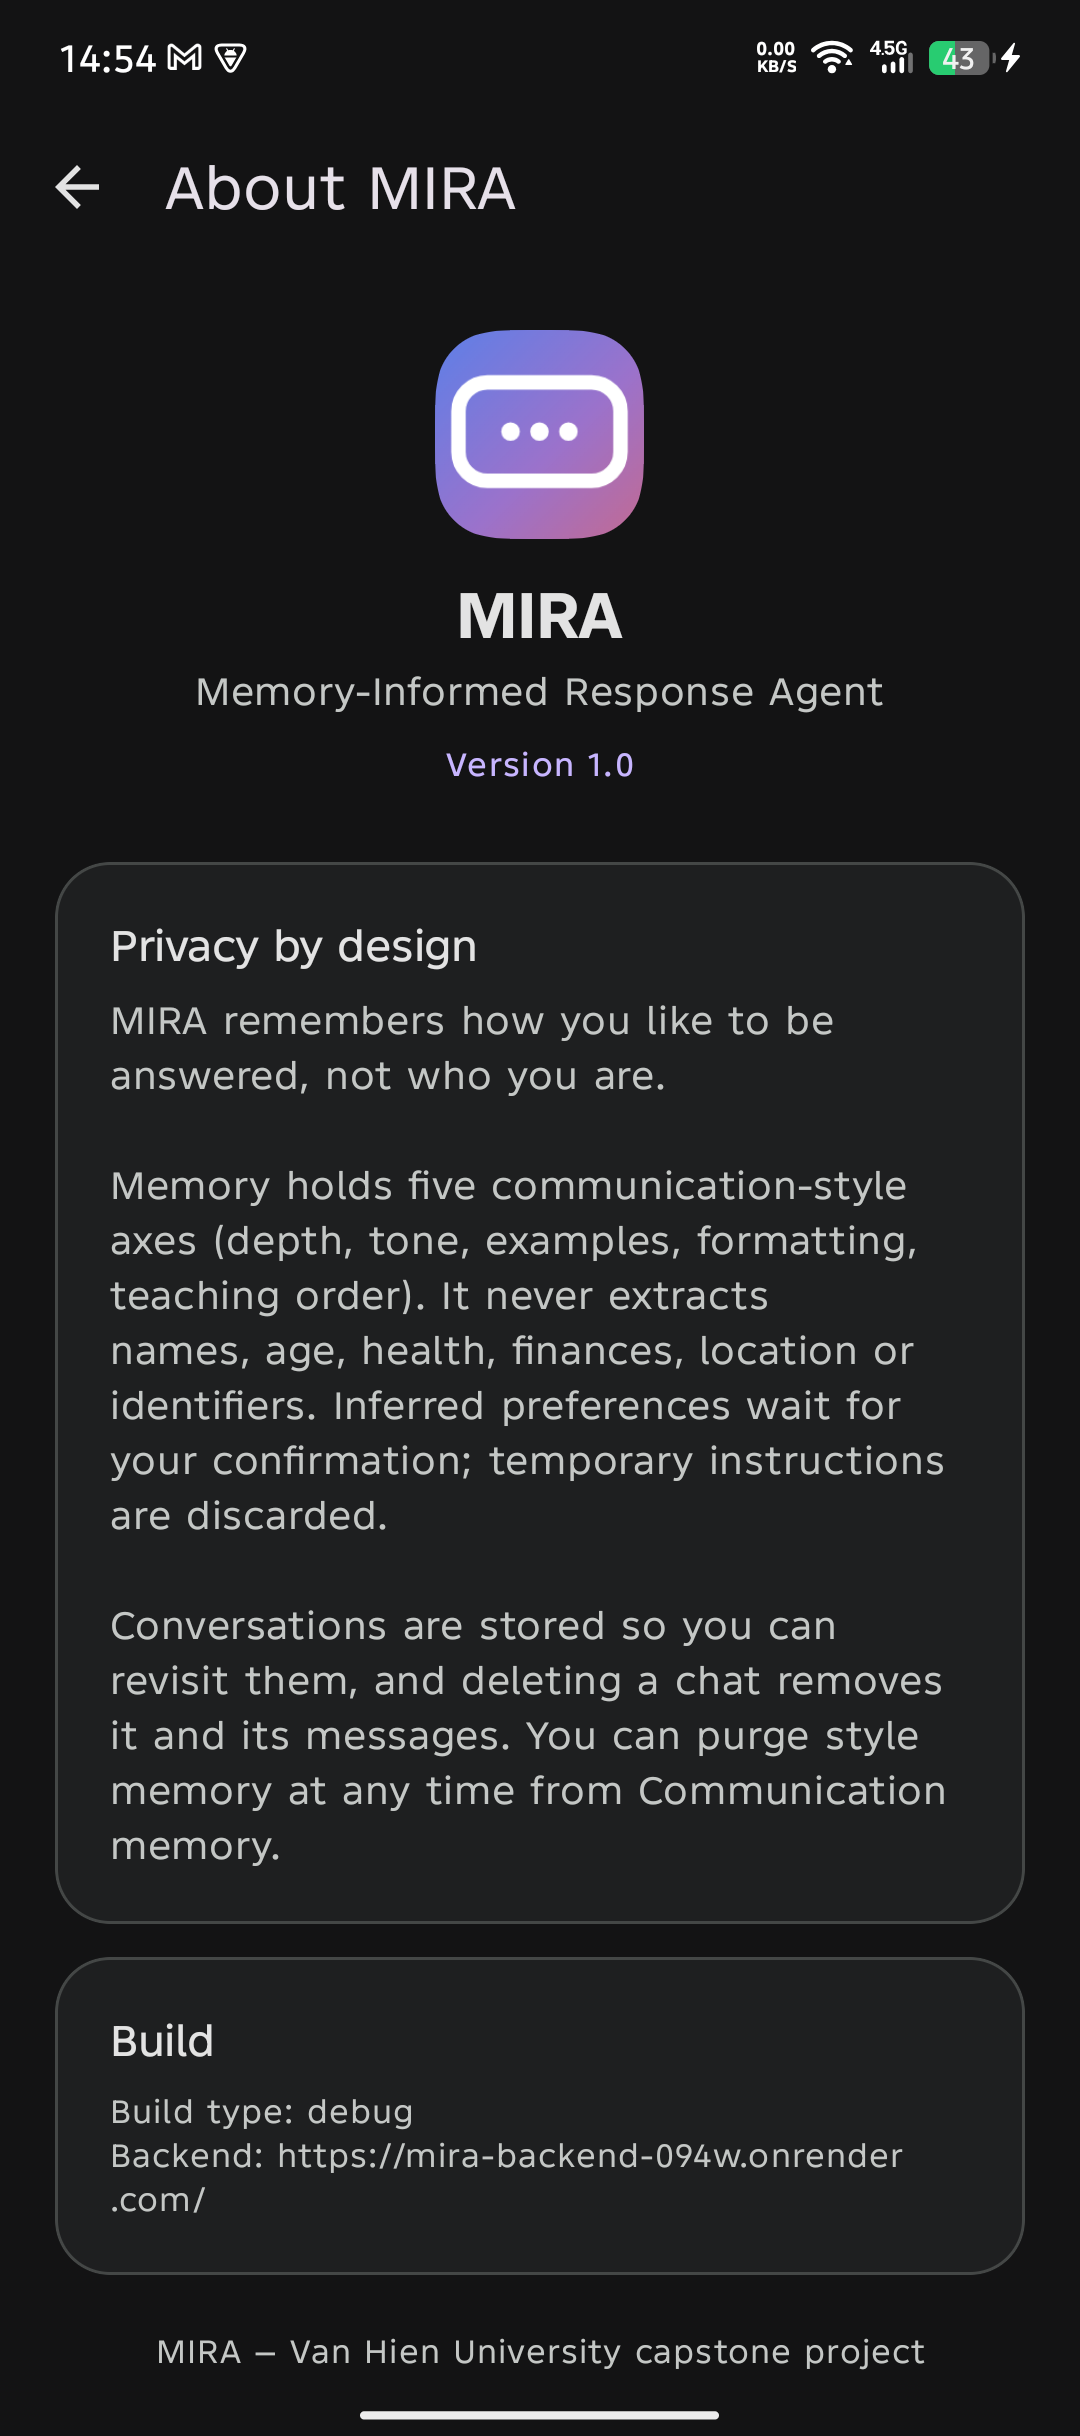 14:54
0.00
KB/S
4.5G
43
About MIRA
MIRA
Memory-Informed Response Agent
Version 1.0
Privacy by design
MIRA remembers how you like to be
answered, not who you are.
Memory holds five communication-style
axes (depth, tone, examples, formatting,
teaching order). It never extracts
names, age, health, finances, location or
identifiers. Inferred preferences wait for
your confirmation; temporary instructions
are discarded.
Conversations are stored so you can
revisit them, and deleting a chat removes
it and its messages. You can purge style
memory at any time from Communication
memory.
Build
Build type: debug
Backend: https://mira-backend-094w.onrender
.com/
MIRA – Van Hien University capstone project